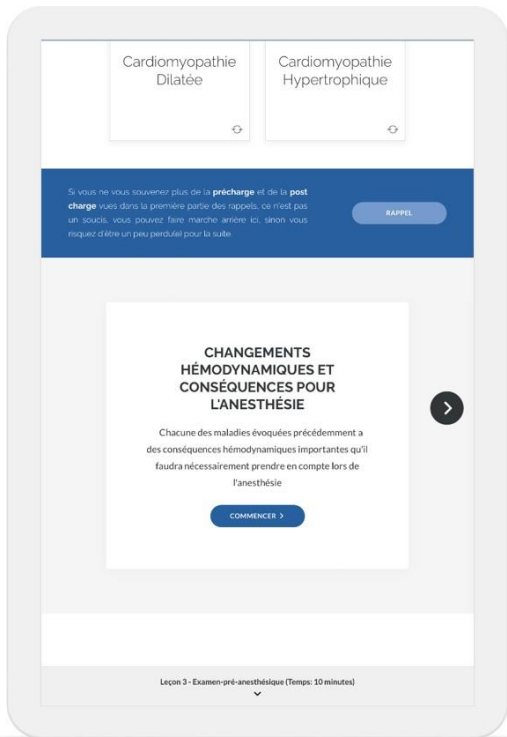 Cardiomyopathie
Dilatée
Cardiomyopathie
Hypertrophique
Si vous ne vous souvenez plus de la précharge et de la post
charge vues dans la première partie des rappels, ce n'est pas
un soucis, vous pouvez faire marche arrière ici, sinon vous
risquez d'être un peu perdu(e) pour la suite.
RAPPEL
CHANGEMENTS
HÉMODYNAMIQUES ET
CONSÉQUENCES POUR
L'ANESTHÉSIE
Chacune des maladies évoquées précédemment a
des conséquences hémodynamiques importantes qu'il
faudra nécessairement prendre en compte lors de
l'anesthésie
COMMENCER >
Leçon 3 - Examen-pré-anesthésique (Temps: 10 minutes)